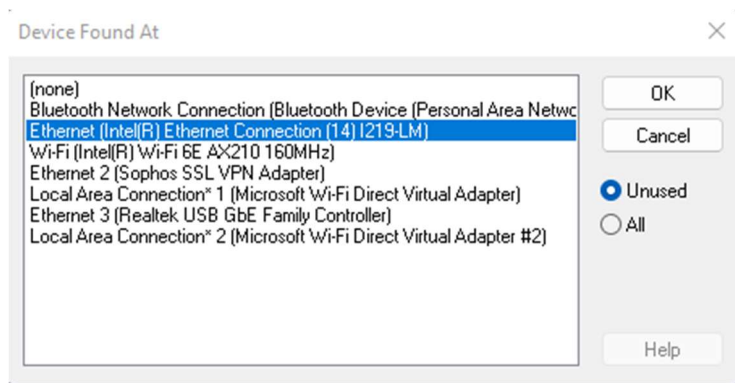 Device Found At
(none)
Bluetooth Network Connection (Bluetooth Device (Personal Area Netwc
Ethernet (Intel(R) Ethernet Connection (14) I219-LM)
Wi-Fi (Intel(R) Wi-Fi 6E AX210 160MHz)
Ethernet 2 (Sophos SSL VPN Adapter)
Local Area Connection* 1 (Microsoft Wi-Fi Direct Virtual Adapter)
Ethernet 3 (Realtek USB GbE Family Controller)
Local Area Connection* 2 (Microsoft Wi-Fi Direct Virtual Adapter #2)
OK
Cancel
Unused
All
Help